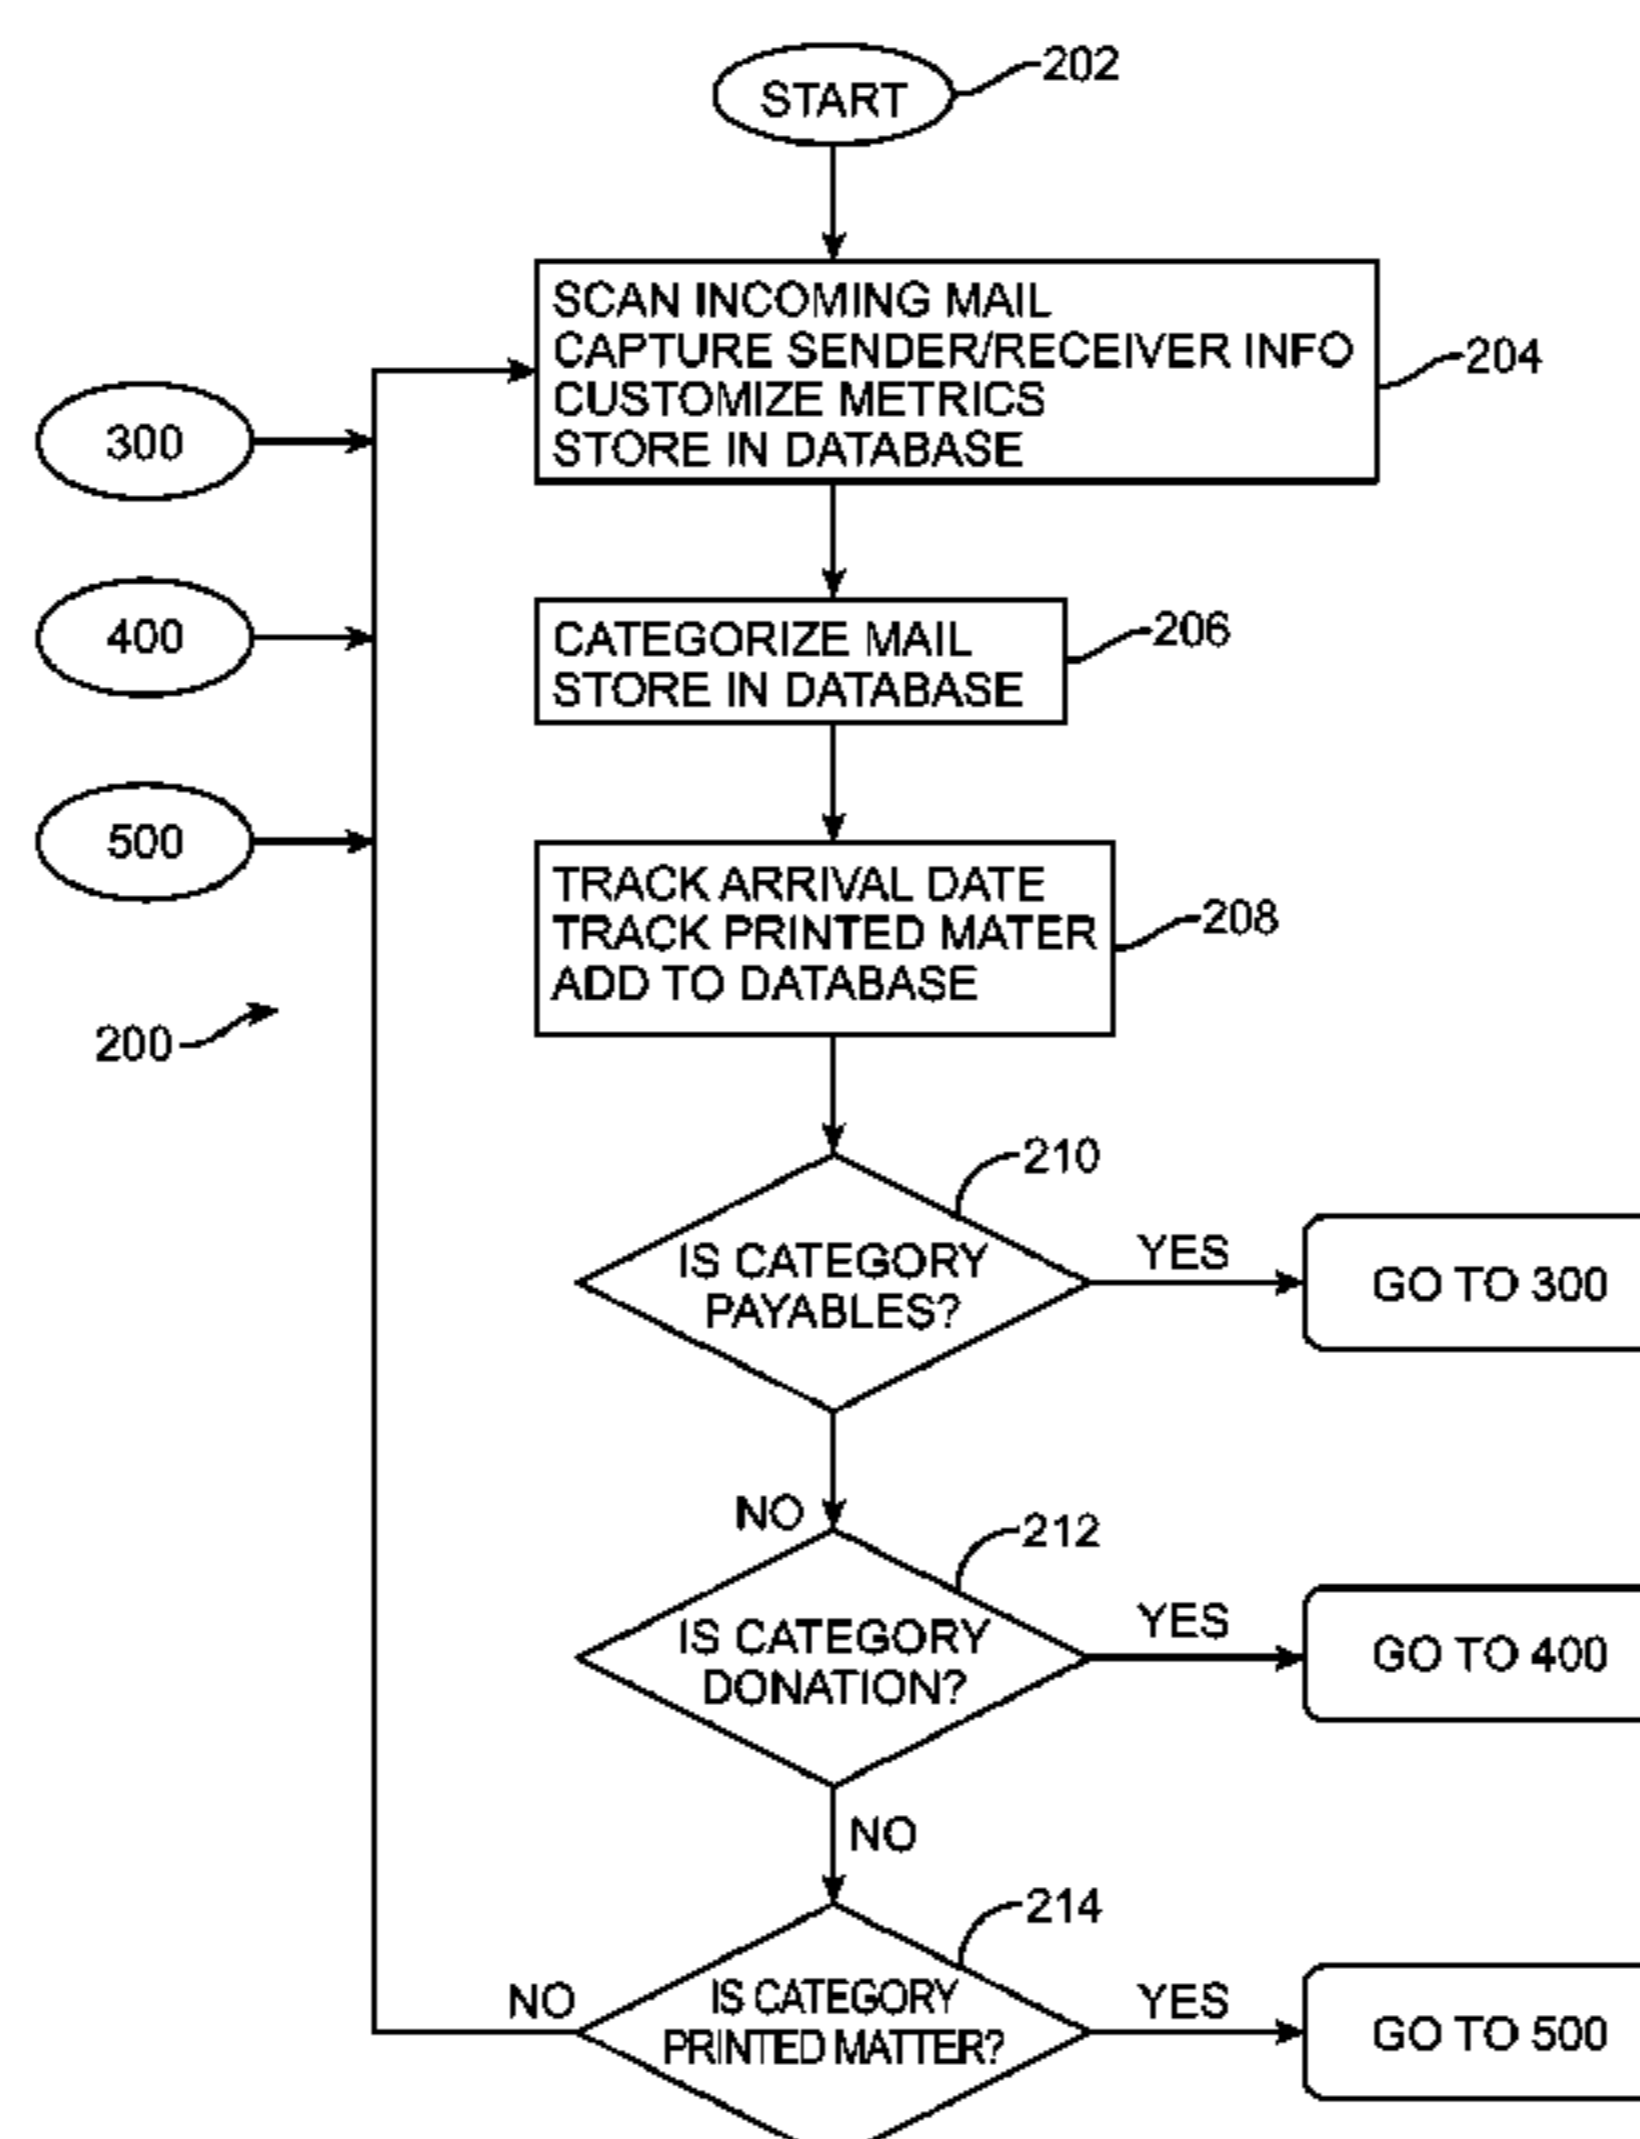 START
202
SCAN INCOMING MAIL
CAPTURE SENDER/RECEIVER INFO
CUSTOMIZE METRICS
STORE IN DATABASE
204
300
CATEGORIZE MAIL
STORE IN DATABASE
206
400
500
TRACK ARRIVAL DATE
TRACK PRINTED MATER
ADD TO DATABASE
208
200
210
IS CATEGORY
PAYABLES?
YES
GO TO 300
NO
212
IS CATEGORY
DONATION?
YES
GO TO 400
NO
214
IS CATEGORY
PRINTED MATTER?
NO
YES
GO TO 500